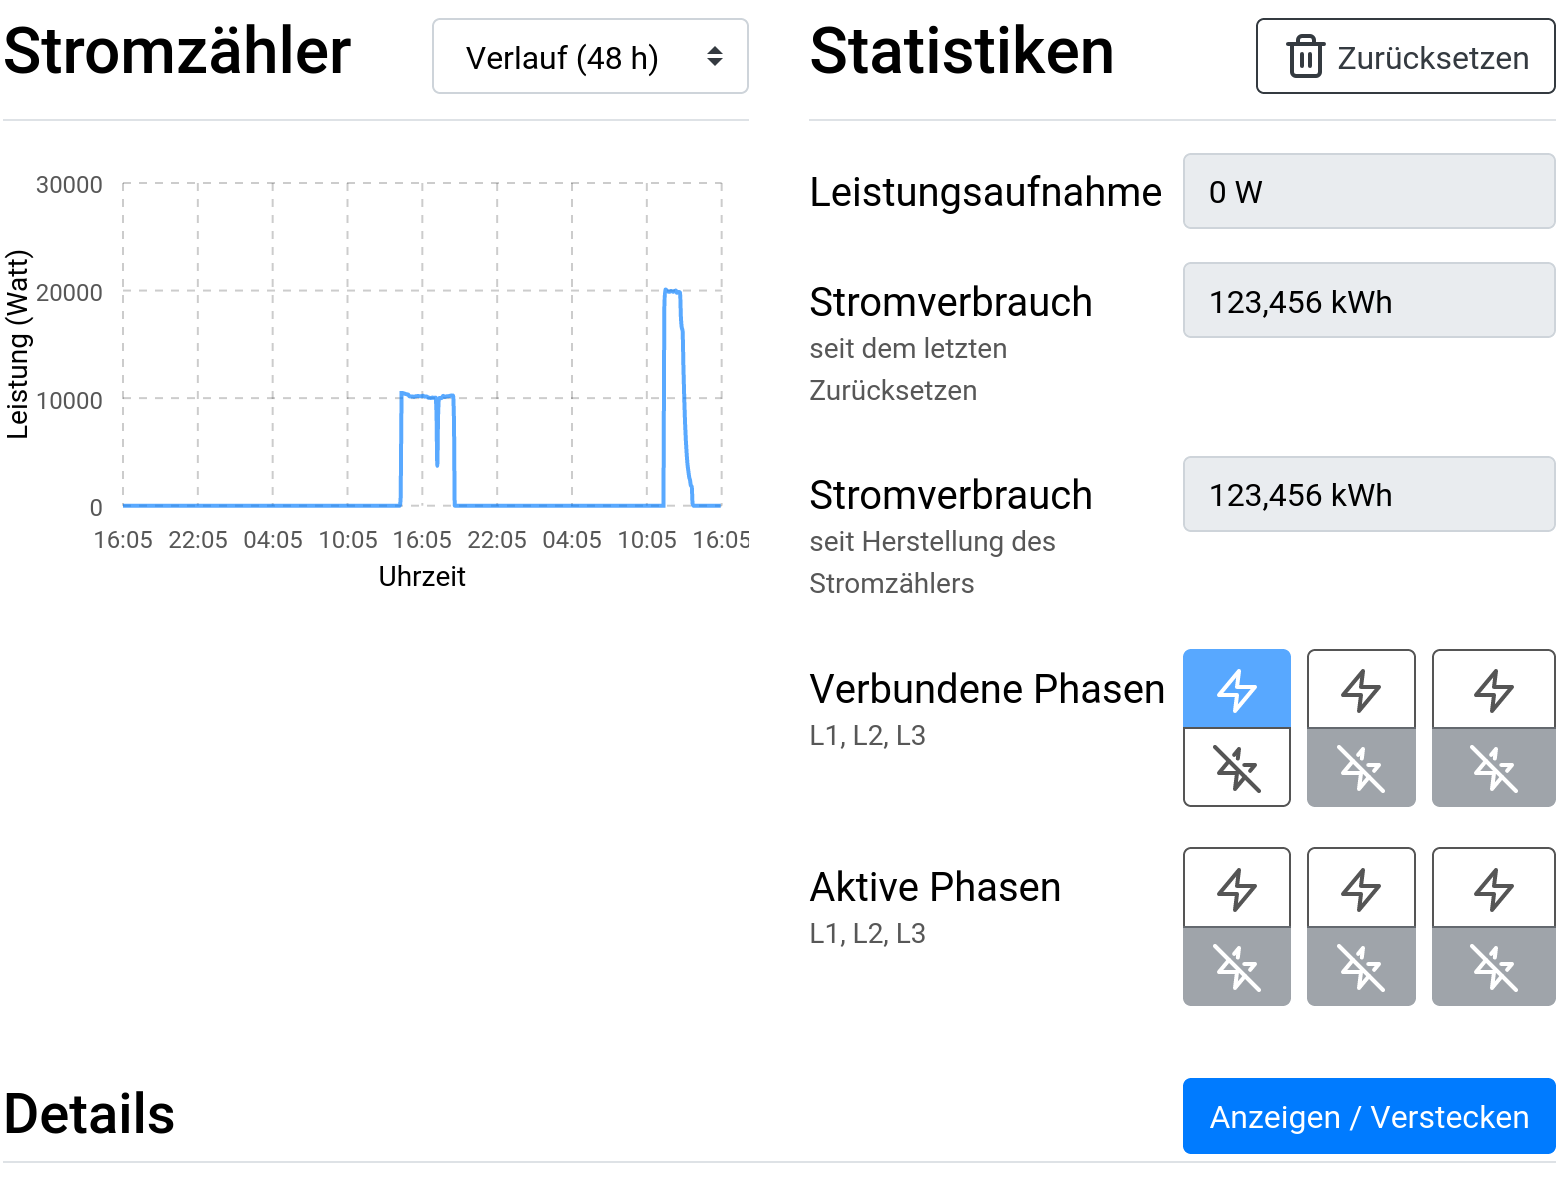 Stromzähler
Verlauf (48 h)
30000
20000
10000
0
Leistung (Watt)
16:05 22:05 04:05 10:05 16:05 22:05 04:05 10:05 16:05
Uhrzeit
Statistiken
Zurücksetzen
Leistungsaufnahme
0 W
Stromverbrauch
seit dem letzten
Zurücksetzen
123,456 kWh
Stromverbrauch
seit Herstellung des
Stromzählers
123,456 kWh
Verbundene Phasen
L1, L2, L3
Aktive Phasen
L1, L2, L3
Details
Anzeigen / Verstecken